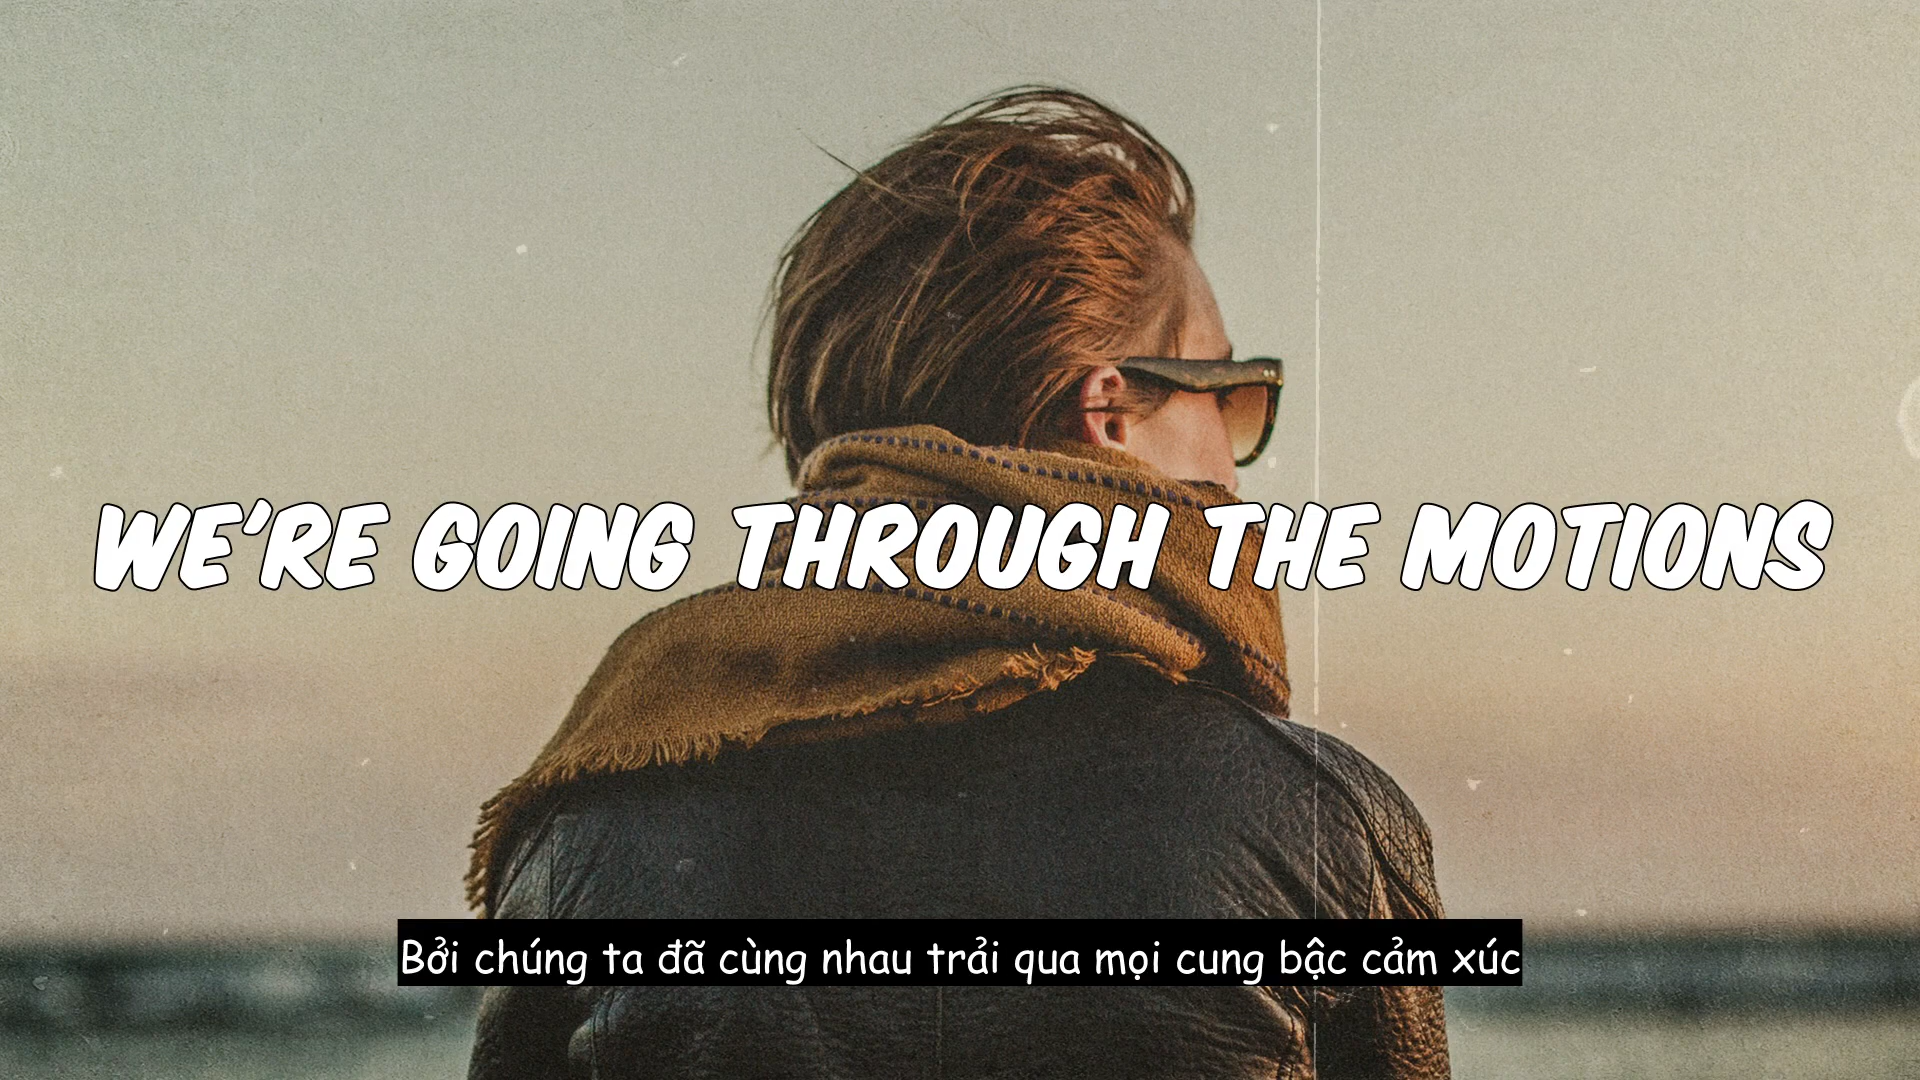 WE'RE GOING THROUGH THE MOTIONS
Bởi chúng ta đã cùng nhau trải qua mọi cung bậc cảm xúc